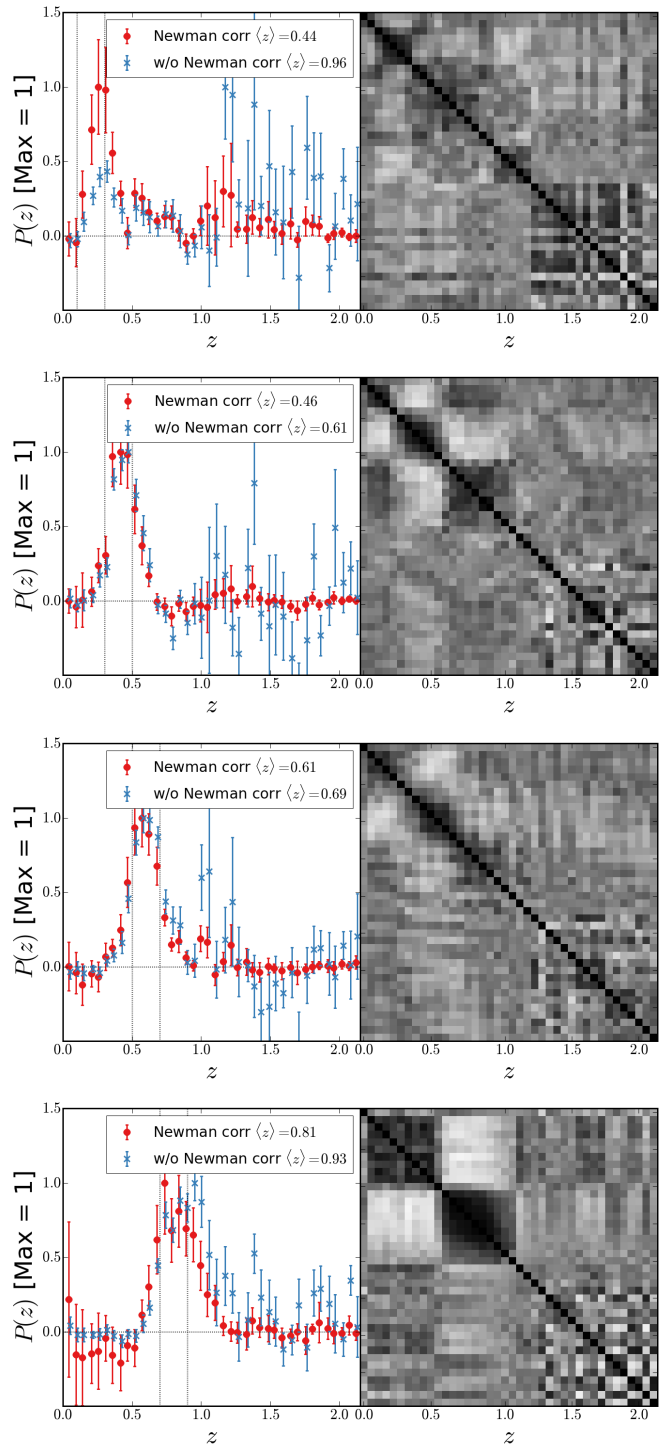 1.5
Newman corr ⟨z⟩=0.44
w/o Newman corr ⟨z⟩=0.96
1.0
0.5
0.0
P(z) [Max = 1]
0.0 0.5 1.0 1.5 2.0 0.0 0.5 1.0 1.5 2.0
z z
1.5
Newman corr ⟨z⟩=0.46
w/o Newman corr ⟨z⟩=0.61
1.0
0.5
0.0
P(z) [Max = 1]
0.0 0.5 1.0 1.5 2.0 0.0 0.5 1.0 1.5 2.0
z z
1.5
Newman corr ⟨z⟩=0.61
w/o Newman corr ⟨z⟩=0.69
1.0
0.5
0.0
P(z) [Max = 1]
0.0 0.5 1.0 1.5 2.0 0.0 0.5 1.0 1.5 2.0
z z
1.5
Newman corr ⟨z⟩=0.81
w/o Newman corr ⟨z⟩=0.93
1.0
0.5
0.0
P(z) [Max = 1]
0.0 0.5 1.0 1.5 2.0 0.0 0.5 1.0 1.5 2.0
z z